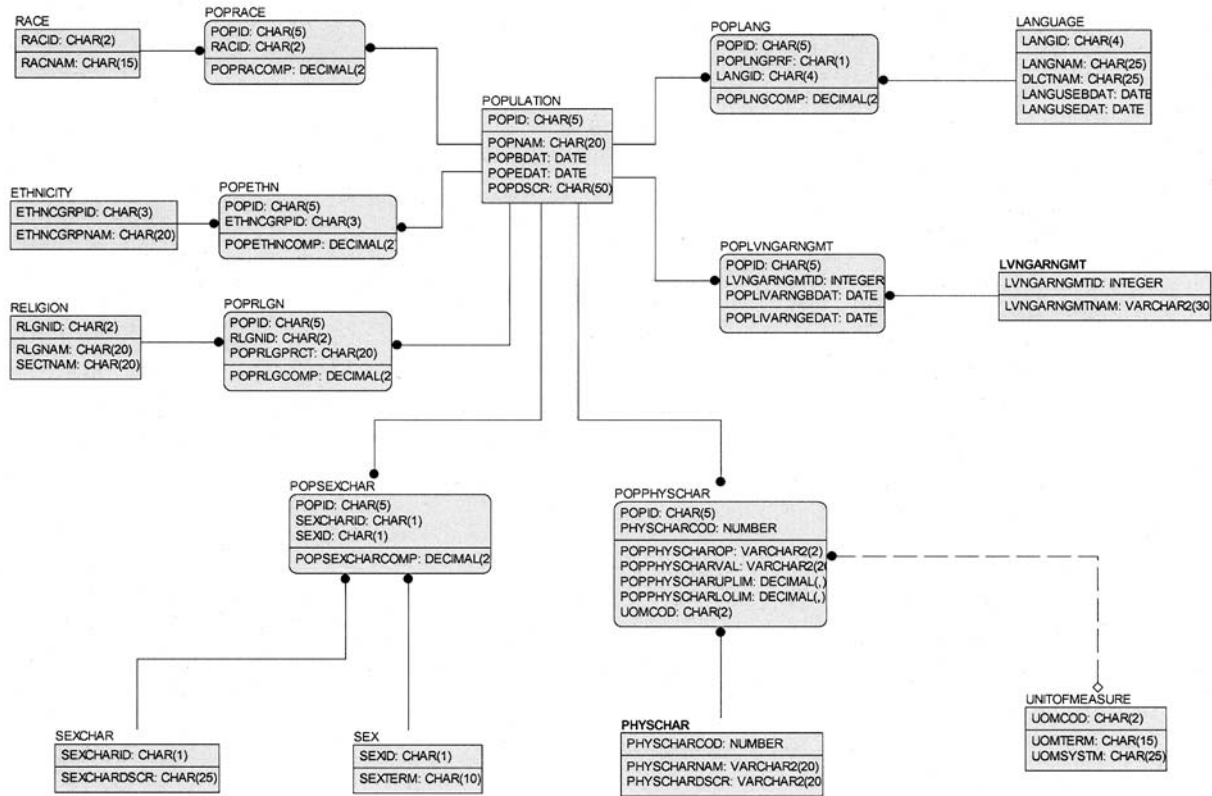 RACE
RACID: CHAR(2)
RACNAM: CHAR(15)
POPRACE
POPID: CHAR(5)
RACID: CHAR(2)
POPRACOMP: DECIMAL(2
POPLANG
POPID: CHAR(5)
POPLNGPRF: CHAR(1)
LANGID: CHAR(4)
POPLNGCOMP: DECIMAL(2
LANGUAGE
LANGID: CHAR(4)
LANGNAM: CHAR(25)
DLCTNAM: CHAR(25)
LANGUSEBDAT: DATE
LANGUSEDAT: DATE
POPULATION
POPID: CHAR(5)
POPNAM: CHAR(20)
POPBDAT: DATE
POPEDAT: DATE
POPDSCR: CHAR(50)
ETHNICITY
ETHNCGRPID: CHAR(3)
ETHNCGRPNAM: CHAR(20)
POPETHN
POPID: CHAR(5)
ETHNCGRPID: CHAR(3)
POPETHNCOMP: DECIMAL(2
POPLVNGARNGMT
POPID: CHAR(5)
LVNGARNGMTID: INTEGER
POPLIVARNGBDAT: DATE
POPLIVARNGEDAT: DATE
LVNGARNGMT
LVNGARNGMTID: INTEGER
LVNGARNGMTNAM: VARCHAR2(30
RELIGION
RLGNID: CHAR(2)
RLGNAM: CHAR(20)
SECTNAM: CHAR(20)
POPRLGN
POPID: CHAR(5)
RLGNID: CHAR(2)
POPRLGPRCT: CHAR(20)
POPRLGCOMP: DECIMAL(2
POPSEXCHAR
POPID: CHAR(5)
SEXCHARID: CHAR(1)
SEXID: CHAR(1)
POPSEXCHARCOMP: DECIMAL(2
POPPHYSCHAR
POPID: CHAR(5)
PHYSCHARCOD: NUMBER
POPPHYSCHAROP: VARCHAR2(2)
POPPHYSCHARVAL: VARCHAR2(20
POPPHYSCHARUPLIM: DECIMAL(,)
POPPHYSCHARLOLIM: DECIMAL(,)
UOMCOD: CHAR(2)
SEXCHAR
SEXCHARID: CHAR(1)
SEXCHARDSCR: CHAR(25)
SEX
SEXID: CHAR(1)
SEXTERM: CHAR(10)
PHYSCHAR
PHYSCHARCOD: NUMBER
PHYSCHARNAM: VARCHAR2(20)
PHYSCHARDSCR: VARCHAR2(20
UNITOFMEASURE
UOMCOD: CHAR(2)
UOMTERM: CHAR(15)
UOMSYSTM: CHAR(25)